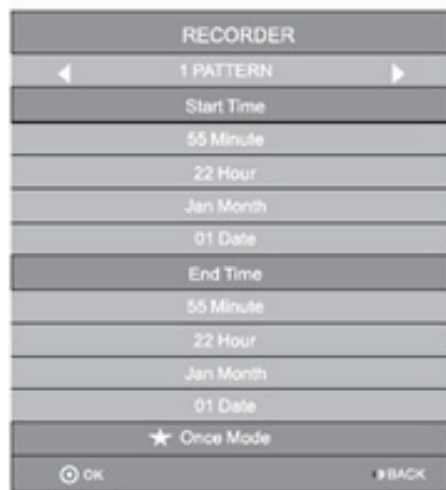 RECORDER
1 PATTERN
Start Time
55 Minute
22 Hour
Jan Month
01 Date
End Time
55 Minute
22 Hour
Jan Month
01 Date
Once Mode
OK BACK